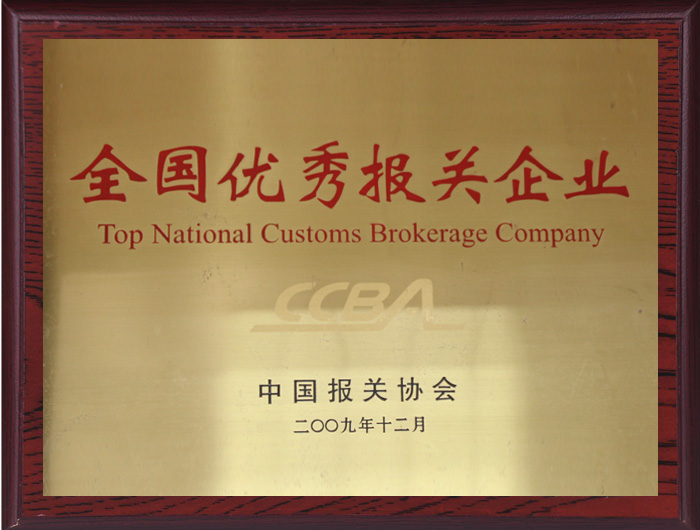 全国优秀报关企业
Top National Customs Brokerage Company
CCBA
中国报关协会
二〇〇九年十二月